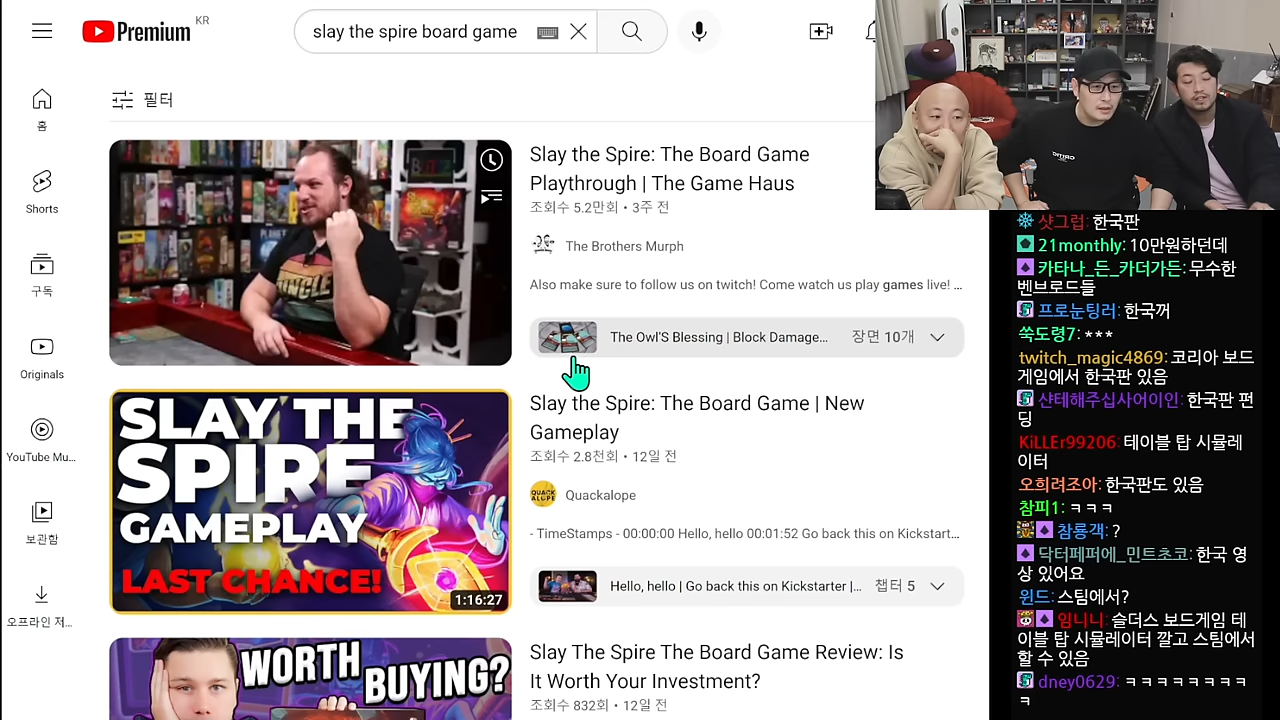 Premium KR
slay the spire board game
홈
Shorts
구독
Originals
YouTube Mu...
보관함
오프라인 저...
필터
Slay the Spire: The Board Game
Playthrough | The Game Haus
조회수 5.2만회 • 3주 전
The Brothers Murph
Also make sure to follow us on twitch! Come watch us play games live! ...
The Owl'S Blessing | Block Damage...
장면 10개
SLAY THE
SPIRE
GAMEPLAY
LAST CHANCE!
1:16:27
Slay the Spire: The Board Game | New
Gameplay
조회수 2.8천회 • 12일 전
QUACK
ALOPE
Quackalope
- TimeStamps - 00:00:00 Hello, hello 00:01:52 Go back this on Kickstart...
Hello, hello | Go back this on Kickstarter |...
챕터 5
WORTH
BUYING?
Slay The Spire The Board Game Review: Is
It Worth Your Investment?
조회수 832회 • 12일 전
샷그럽: 한국판
21monthly: 10만원하던데
카타나_든_카더가든: 무수한
벤브로드들
프로눈팅러: 한국꺼
쑥도령7: ***
twitch_magic4869: 코리아 보드
게임에서 한국판 있음
샨테해주십사어이인: 한국판 펀
딩
KiLLEr99206: 테이블 탑 시뮬레
이터
오희려조아: 한국판도 있음
참피1: ㅋㅋㅋ
참룡객: ?
닥터페퍼에_민트초코: 한국 영
상 있어요
윈드: 스팀에서?
임니니: 슬더스 보드게임 테
이블 탑 시뮬레이터 깔고 스팀에서
할 수 있음
dney0629: ㅋㅋㅋㅋㅋㅋㅋㅋ
ㅋ